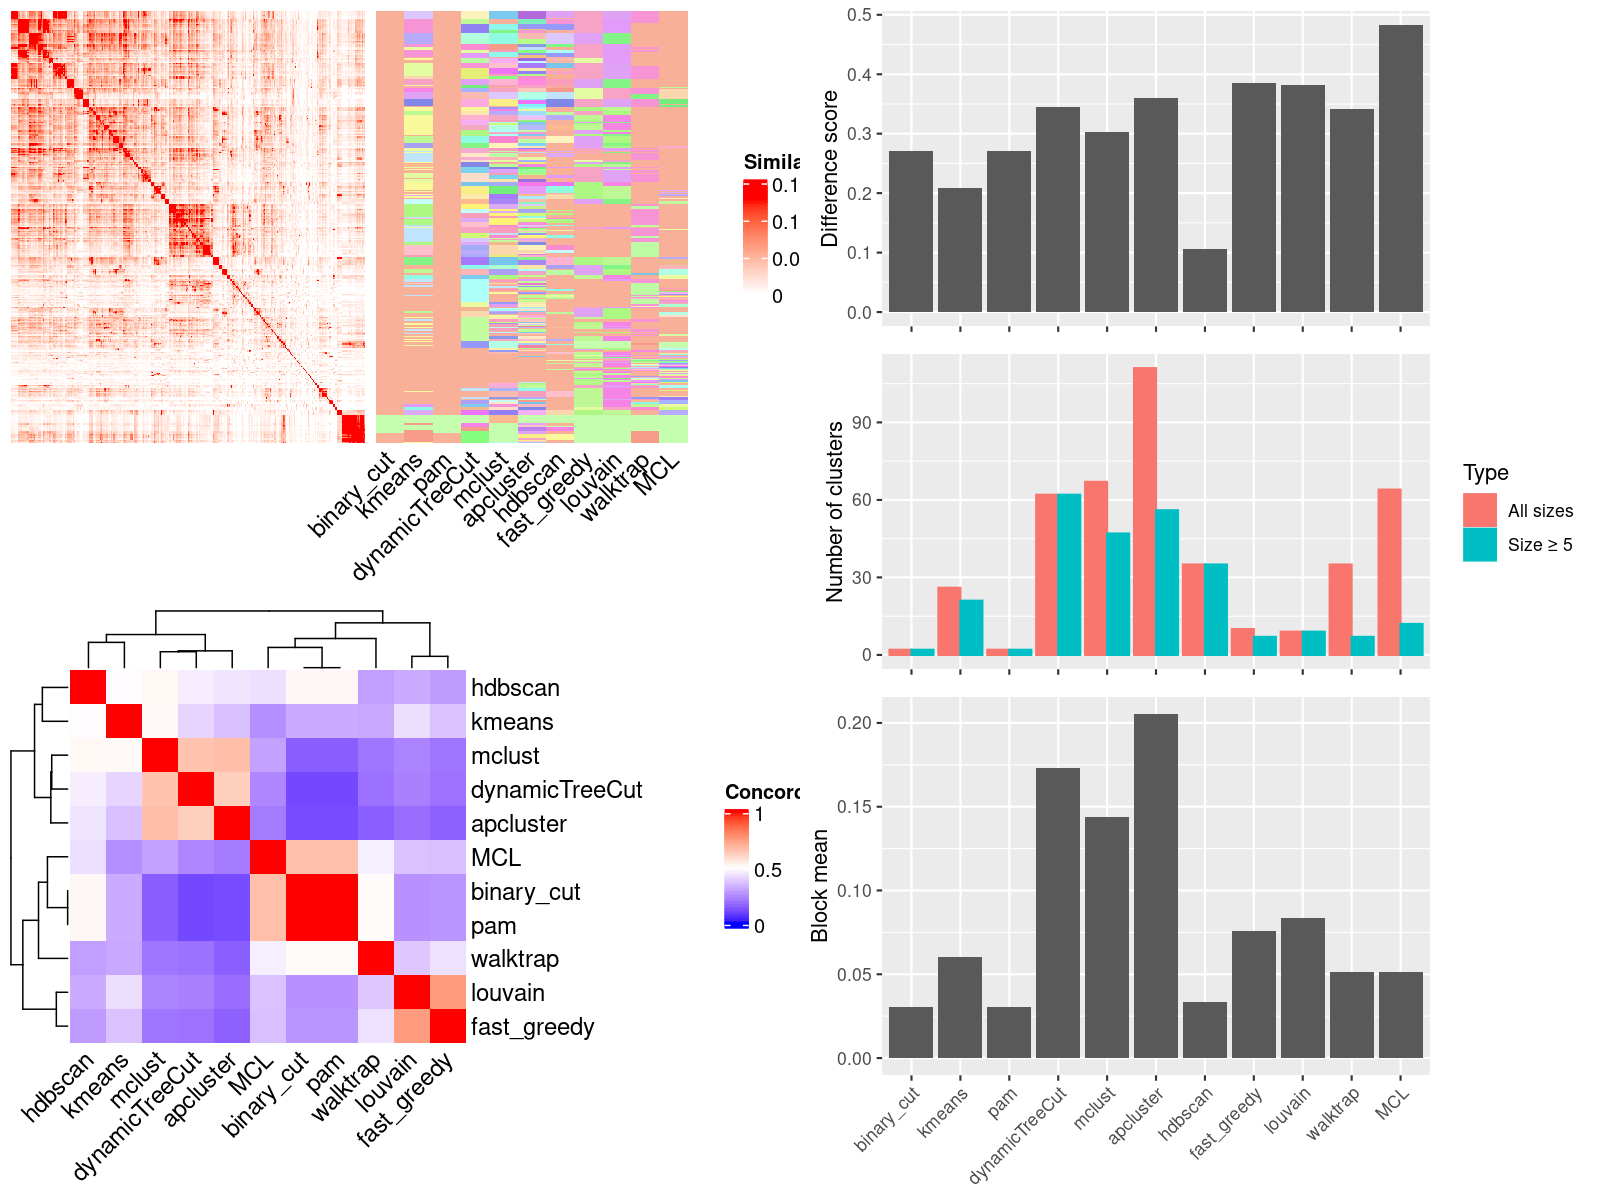 Simila
0.1
0.1
0.0
0
binary_cut
kmeans
pam
dynamicTreeCut
mclust
apcluster
hdbscan
fast_greedy
louvain
walktrap
MCL
hdbscan
kmeans
mclust
dynamicTreeCut
apcluster
MCL
binary_cut
pam
walktrap
louvain
fast_greedy
hdbscan
kmeans
mclust
dynamicTreeCut
apcluster
MCL
binary_cut
pam
walktrap
louvain
fast_greedy
Concord
1
0.5
0
Difference score
0.5
0.4
0.3
0.2
0.1
0.0
Number of clusters
90
60
30
0
Type
All sizes
Size ≥ 5
Block mean
0.20
0.15
0.10
0.05
0.00
binary_cut
kmeans
pam
dynamicTreeCut
mclust
apcluster
hdbscan
fast_greedy
louvain
walktrap
MCL